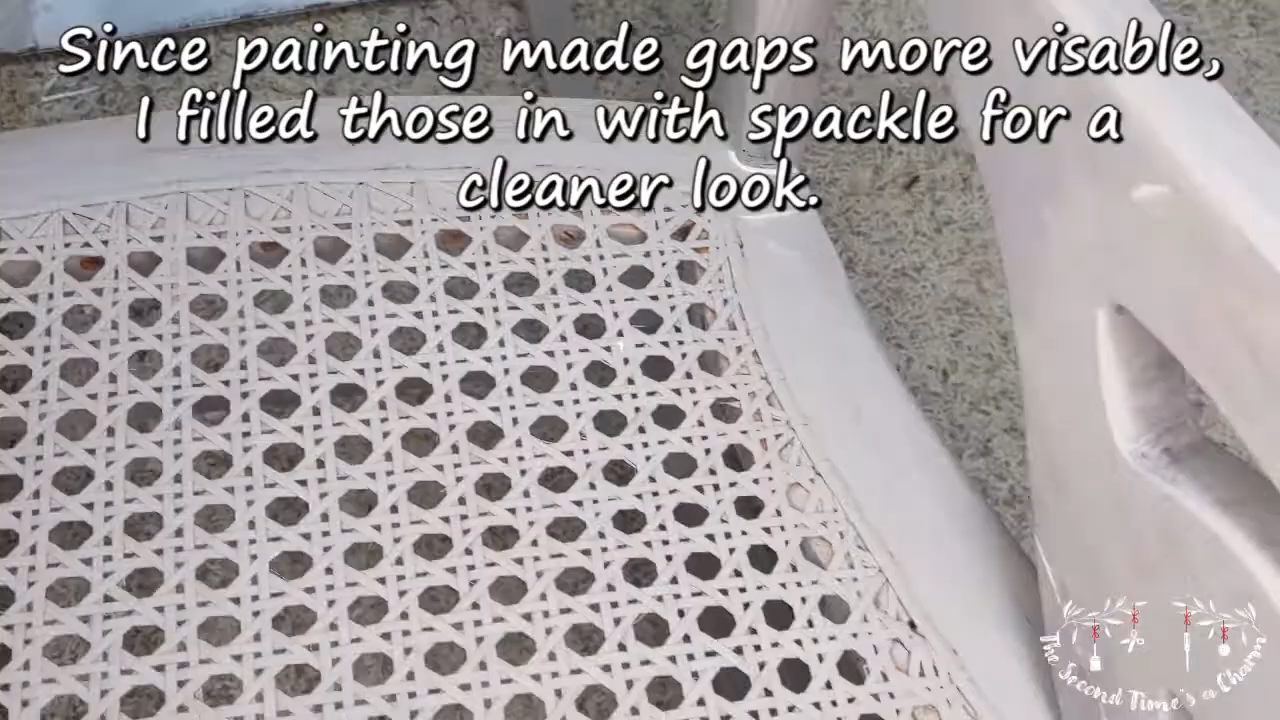 Since painting made gaps more visable,
I filled those in with spackle for a
cleaner look.
The Second Time's a Charm